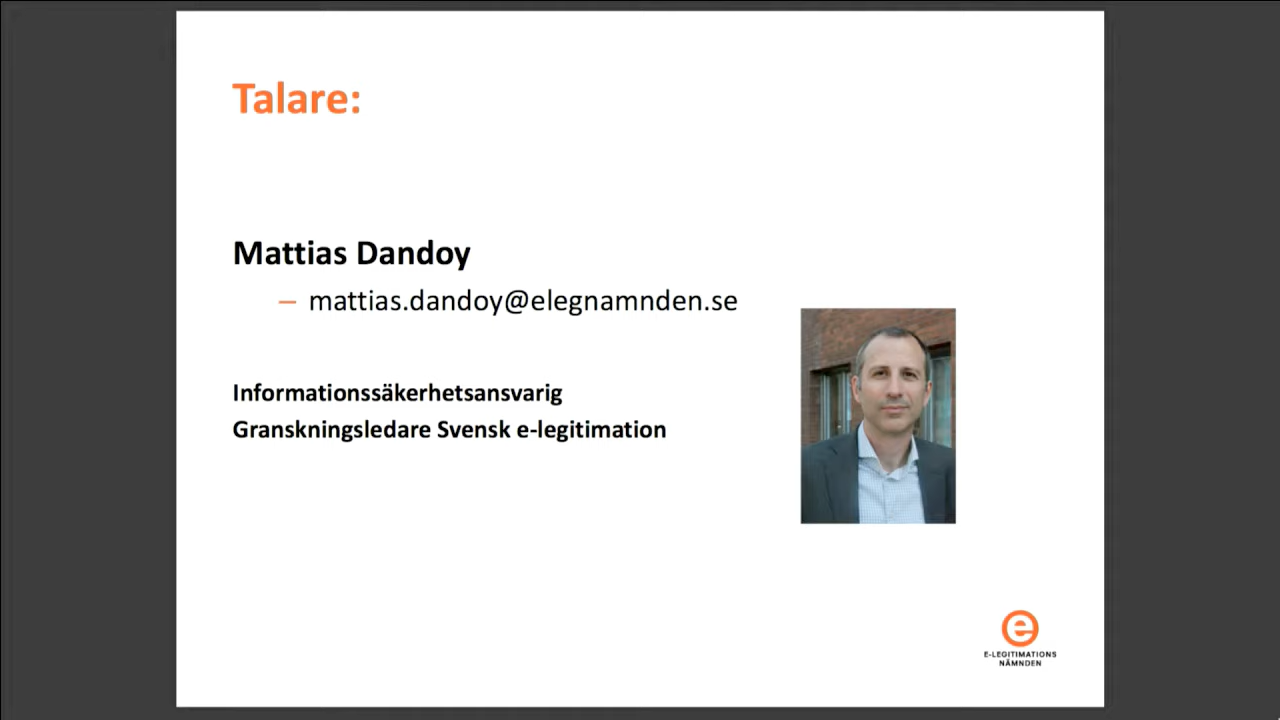 Talare:
Mattias Dandoy
– mattias.dandoy@elegnamnden.se
Informationssäkerhetsansvarig
Granskningsledare Svensk e-legitimation
e
E-LEGITIMATIONS
NÄMNDEN